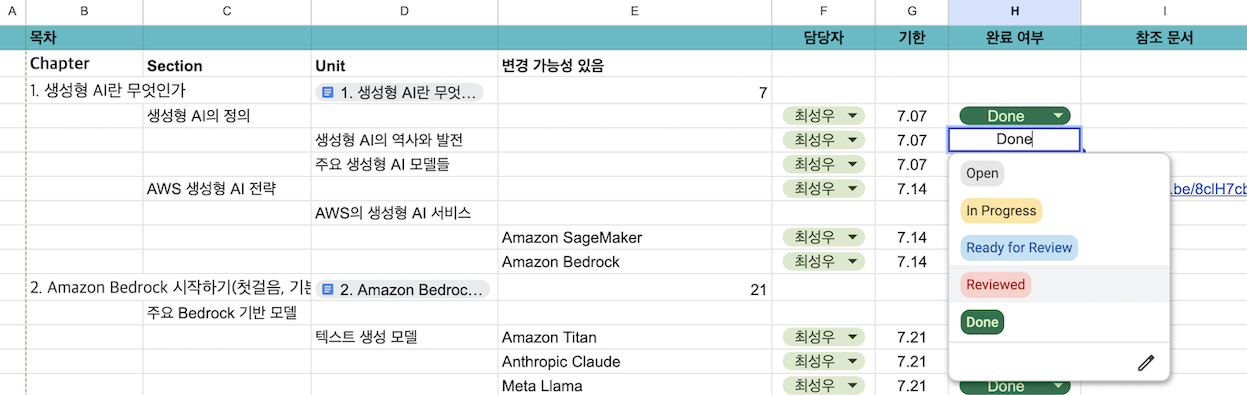 A B C D E F G H I
목차 담당자 기한 완료 여부 참조 문서
Chapter Section Unit 변경 가능성 있음
1. 생성형 AI란 무엇인가 1. 생성형 AI란 무엇... 7
생성형 AI의 정의 최성우 7.07 Done
생성형 AI의 역사와 발전 최성우 7.07 Done
주요 생성형 AI 모델들 최성우 7.07
AWS 생성형 AI 전략 최성우 7.14 .be/8clH7cb
AWS의 생성형 AI 서비스
Amazon SageMaker 최성우 7.14
Amazon Bedrock 최성우 7.14
2. Amazon Bedrock 시작하기(첫걸음, 기본 2. Amazon Bedroc... 21
주요 Bedrock 기반 모델
텍스트 생성 모델 Amazon Titan 최성우 7.21
Anthropic Claude 최성우 7.21
Meta Llama 최성우 7.21 Done
Open
In Progress
Ready for Review
Reviewed
Done